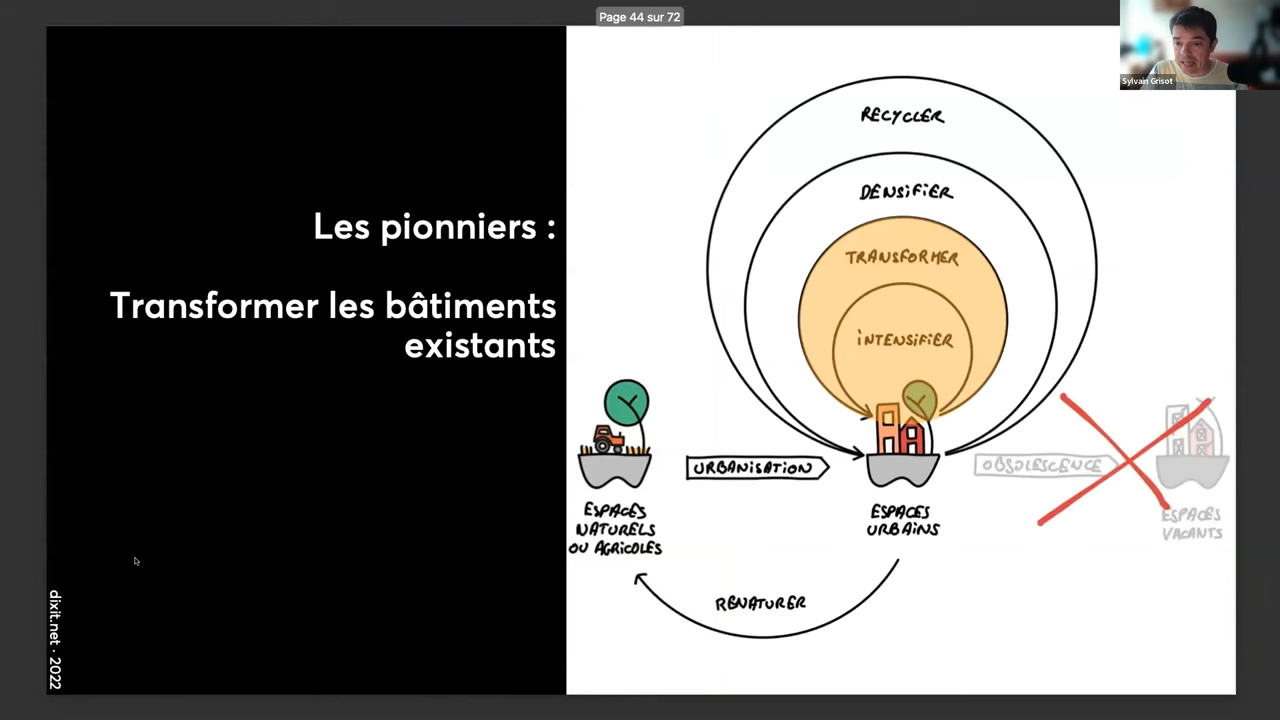 Page 44 sur 72
Sylvain Grisot
Les pionniers :
Transformer les bâtiments
existants
dixit.net · 2022
RECYCLER
DENSiFiER
TRANSFORMER
iNTENSiFiER
URBANISATION
OBSOLESCENCE
ESPACES
NATURELS
OU AGRICOLES
ESPACES
URBAiNS
ESPACES
VACANTS
RENATURER